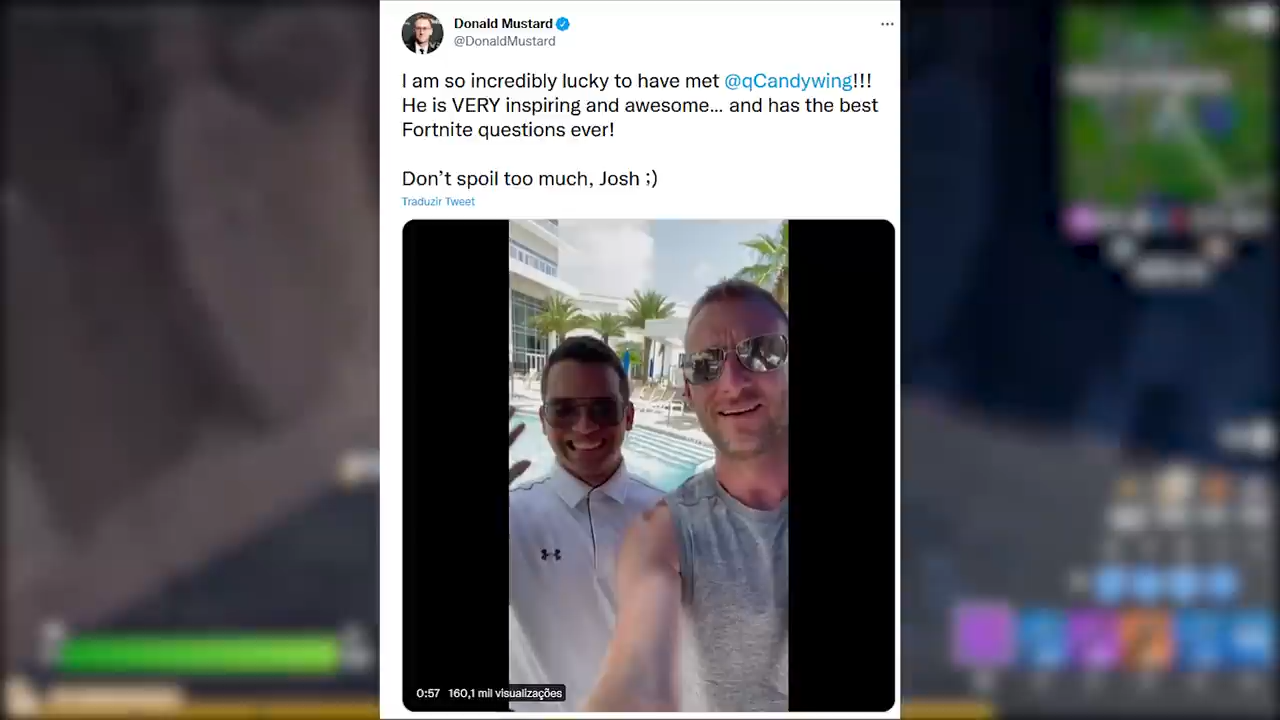 Donald Mustard
@DonaldMustard
I am so incredibly lucky to have met @qCandywing!!!
He is VERY inspiring and awesome... and has the best
Fortnite questions ever!
Don't spoil too much, Josh ;)
Traduzir Tweet
0:57 160,1 mil visualizações